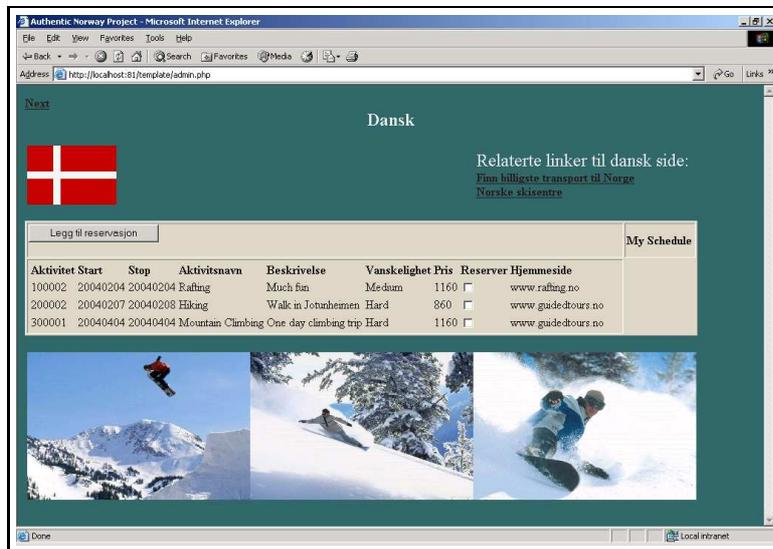 Authentic Norway Project - Microsoft Internet Explorer
File Edit View Favorites Tools Help
Back Search Favorites Media
Address http://localhost:81/template/admin.php Go Links »
Next
Dansk
Relaterte linker til dansk side:
Finn billigste transport til Norge
Norske skisentre
Legg til reservasjon
My Schedule
Aktivitet Start Stop Aktivitsnavn Beskrivelse Vanskelighet Pris Reserver Hjemmeside
100002 20040204 20040204 Rafting Much fun Medium 1160 www.rafting.no
200002 20040207 20040208 Hiking Walk in Jotunheimen Hard 860 www.guidedtours.no
300001 20040404 20040404 Mountain Climbing One day climbing trip Hard 1160 www.guidedtours.no
Done Local intranet